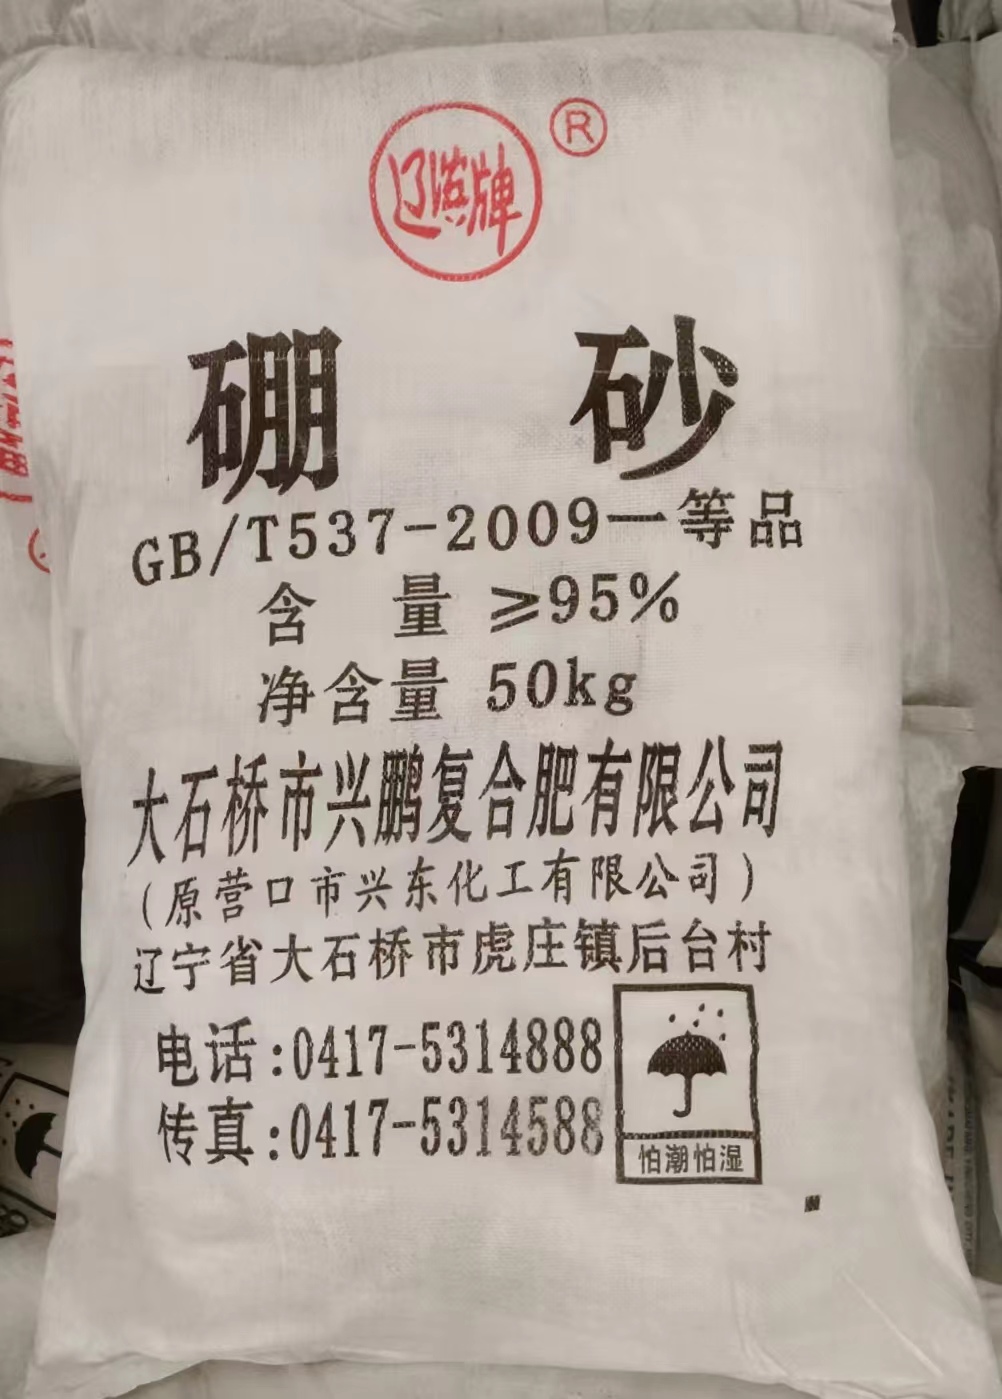 辽滨牌
®
硼砂
GB/T537-2009一等品
含量 ≥95%
净含量 50kg
大石桥市兴鹏复合肥有限公司
(原营口市兴东化工有限公司)
辽宁省大石桥市虎庄镇后台村
电话:0417-5314888
传真:0417-5314588
怕潮怕湿